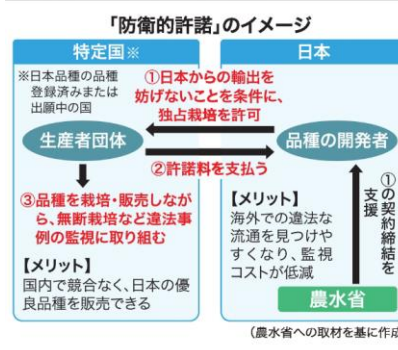 「防衛的許諾」のイメージ
特定国※
※日本品種の品種
登録済みまたは
出願中の国
日本
①日本からの輸出を
妨げないことを条件に、
独占栽培を許可
生産者団体
品種の開発者
②許諾料を支払う
③品種を栽培・販売しなが
ら、無断栽培など違法事
例の監視に取り組む
【メリット】
国内で競合なく、日本の優
良品種を販売できる
【メリット】
海外での違法な
流通を見つけや
すくなり、監視
コストが低減
①の契約締結を
支援
農水省
(農水省への取材を基に作成